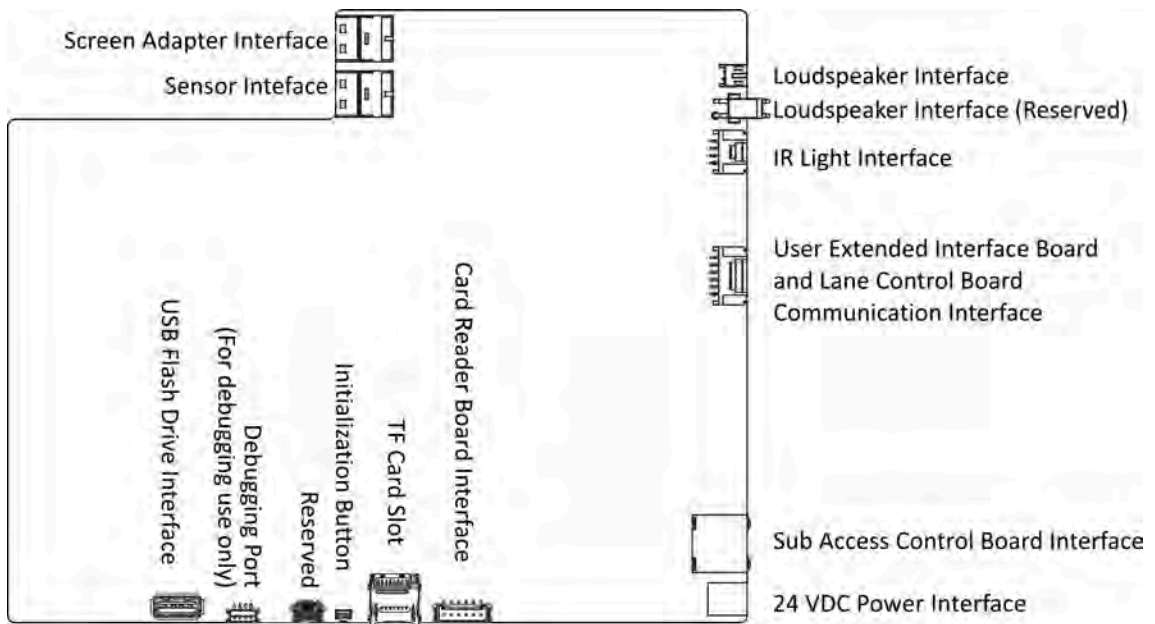 Screen Adapter Interface
Sensor Inteface
Loudspeaker Interface
Loudspeaker Interface (Reserved)
IR Light Interface
User Extended Interface Board
and Lane Control Board
Communication Interface
USB Flash Drive Interface
Debugging Port
(For debugging use only)
Reserved
Initialization Button
TF Card Slot
Card Reader Board Interface
Sub Access Control Board Interface
24 VDC Power Interface